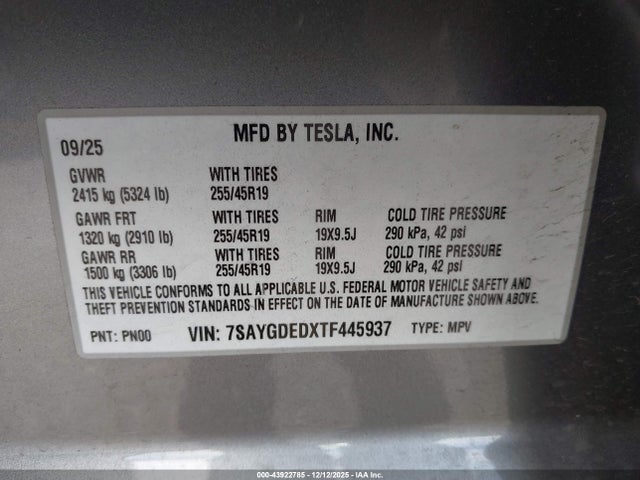 09/25 MFD BY TESLA, INC.
GVWR WITH TIRES
2415 kg (5324 lb) 255/45R19
GAWR FRT WITH TIRES RIM COLD TIRE PRESSURE
1320 kg (2910 lb) 255/45R19 19X9.5J 290 kPa, 42 psi
GAWR RR WITH TIRES RIM COLD TIRE PRESSURE
1500 kg (3306 lb) 255/45R19 19X9.5J 290 kPa, 42 psi
THIS VEHICLE CONFORMS TO ALL APPLICABLE U.S. FEDERAL MOTOR VEHICLE SAFETY AND
THEFT PREVENTION STANDARDS IN EFFECT ON THE DATE OF MANUFACTURE SHOWN ABOVE.
PNT: PN00 VIN: 7SAYGDEDXTF445937 TYPE: MPV
000-43922785 - 12/12/2025 - IAA Inc.